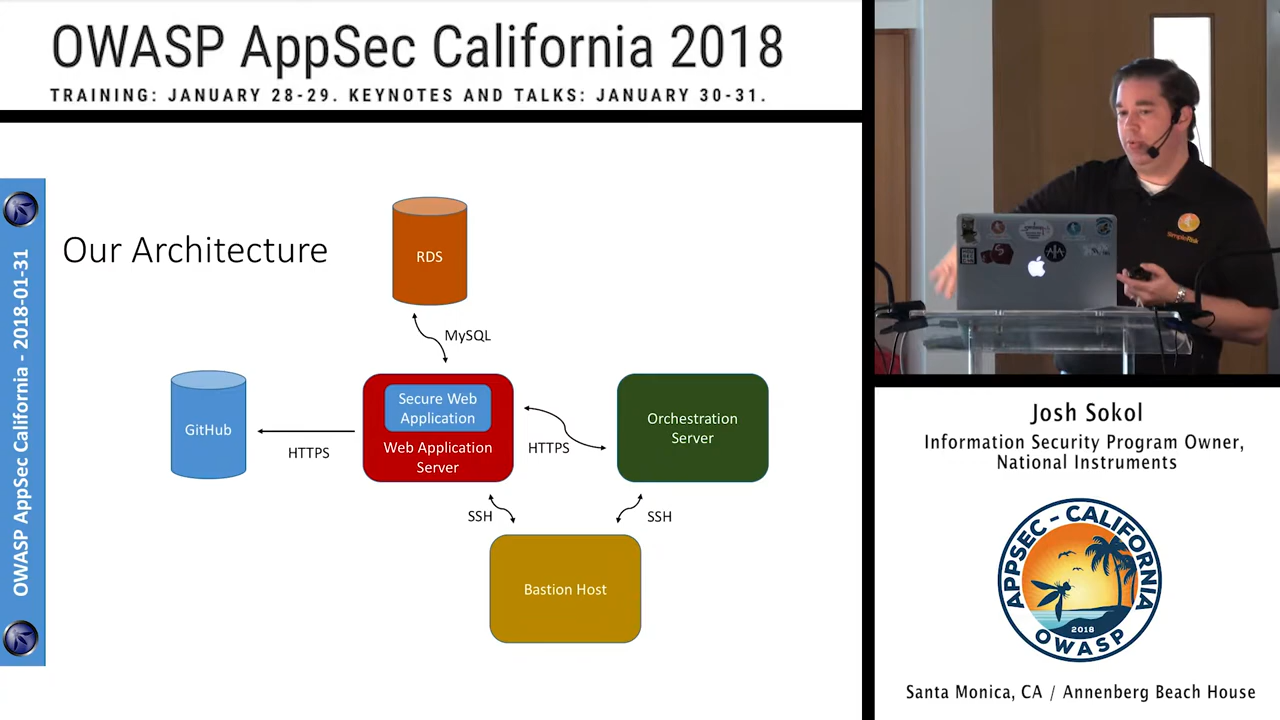 OWASP AppSec California 2018
TRAINING: JANUARY 28-29. KEYNOTES AND TALKS: JANUARY 30-31.
OWASP AppSec California - 2018-01-31
Our Architecture
RDS
MySQL
GitHub
HTTPS
Secure Web
Application
Web Application
Server
HTTPS
Orchestration
Server
SSH
SSH
Bastion Host
SimpleRisk
Josh Sokol
Information Security Program Owner,
National Instruments
APPSEC - CALIFORNIA
2018
OWASP
Santa Monica, CA / Annenberg Beach House